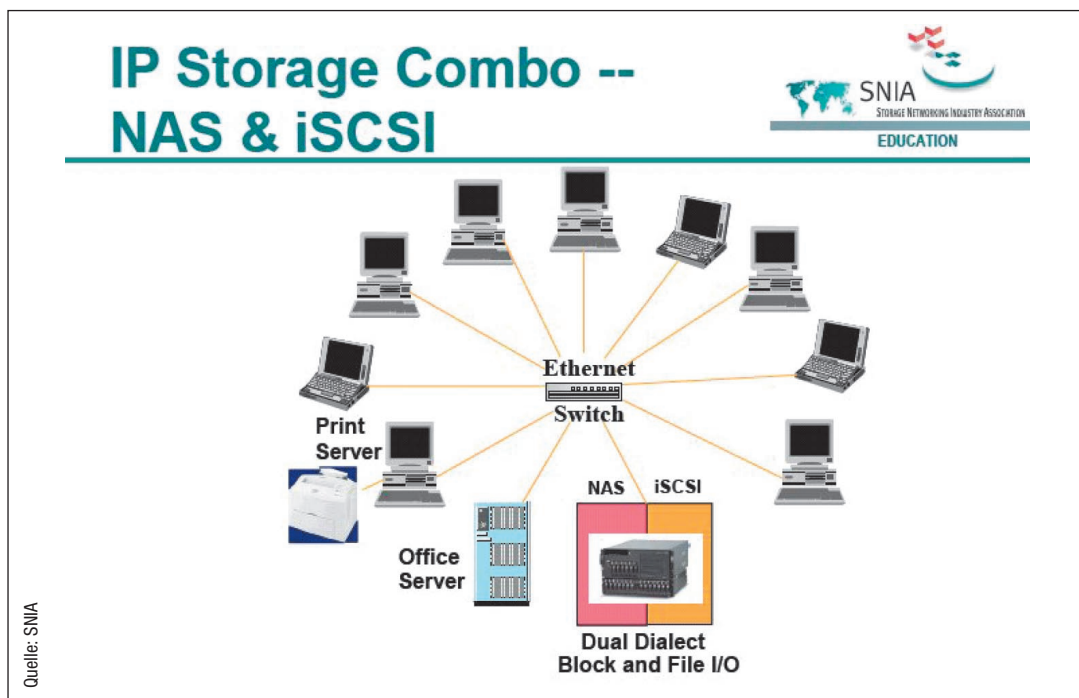 IP Storage Combo --
NAS & iSCSI
SNIA
STORAGE NETWORKING INDUSTRY ASSOCIATION
EDUCATION
Ethernet
Switch
Print
Server
Office
Server
NAS iSCSI
Dual Dialect
Block and File I/O
Quelle: SNIA